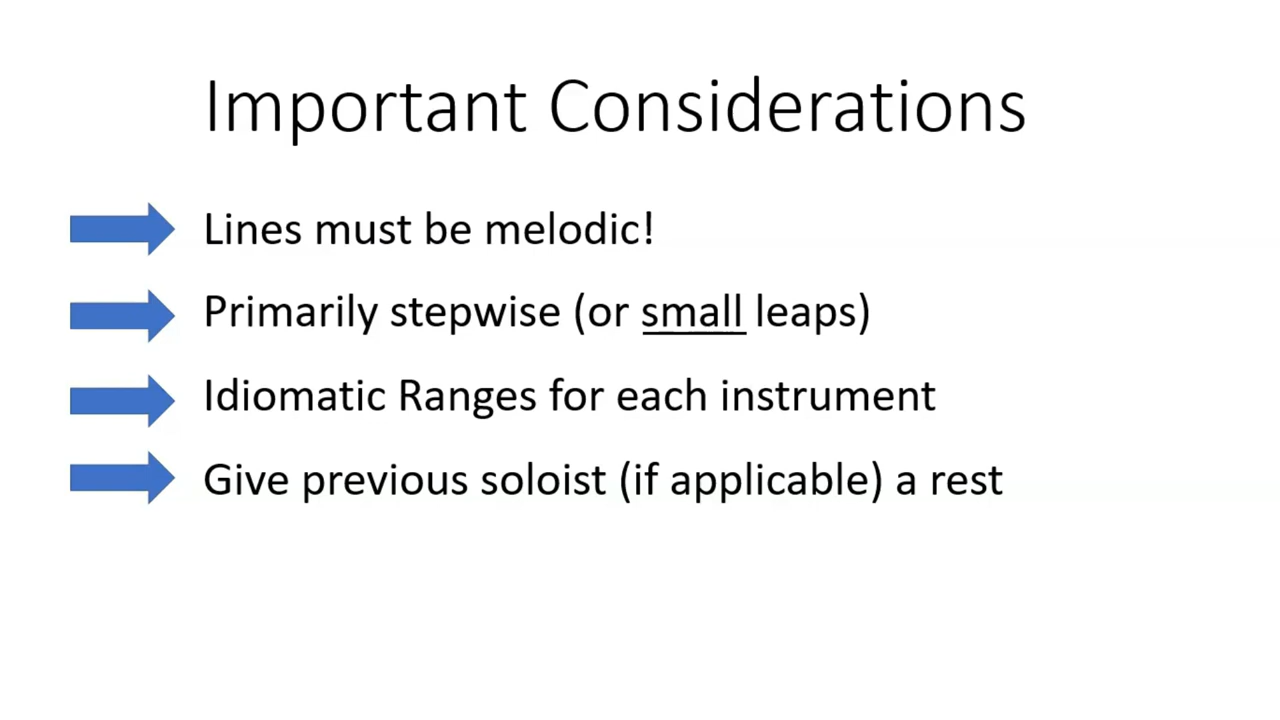 Important Considerations
Lines must be melodic!
Primarily stepwise (or small leaps)
Idiomatic Ranges for each instrument
Give previous soloist (if applicable) a rest